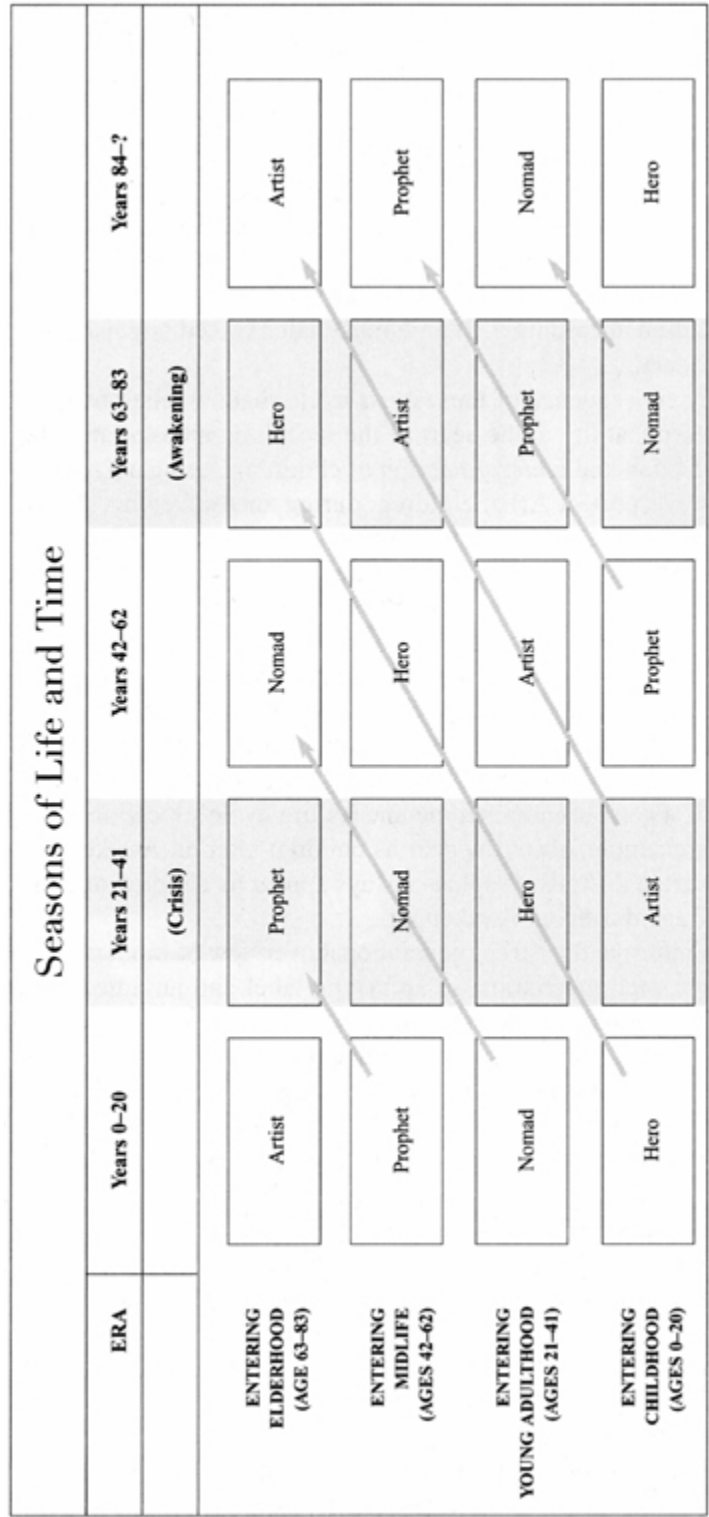 Seasons of Life and Time
ERA
Years 0–20
Years 21–41
Years 42–62
Years 63–83
Years 84–?
(Crisis)
(Awakening)
ENTERING
ELDERHOOD
(AGE 63–83)
Artist
Prophet
Nomad
Hero
Artist
ENTERING
MIDLIFE
(AGES 42–62)
Prophet
Nomad
Hero
Artist
Prophet
ENTERING
YOUNG ADULTHOOD
(AGES 21–41)
Nomad
Hero
Artist
Prophet
Nomad
ENTERING
CHILDHOOD
(AGES 0–20)
Hero
Artist
Prophet
Nomad
Hero